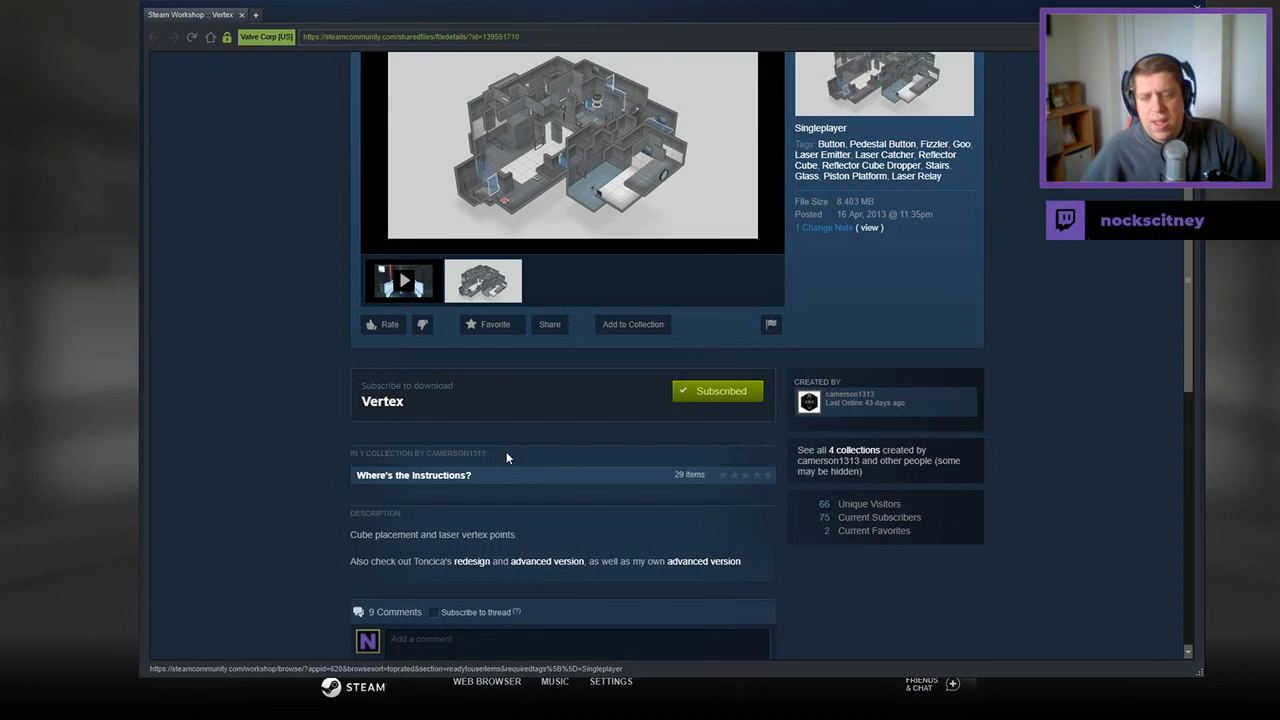 Steam Workshop :: Vertex
Valve Corp [US]
https://steamcommunity.com/sharedfiles/filedetails/?id=139591710
Singleplayer
Tags: Button, Pedestal Button, Fizzler, Goo,
Laser Emitter, Laser Catcher, Reflector
Cube, Reflector Cube Dropper, Stairs,
Glass, Piston Platform, Laser Relay
File Size 8.403 MB
Posted 16 Apr, 2013 @ 11:35pm
1 Change Note ( view )
nockscitney
Rate
Favorite
Share
Add to Collection
Subscribe to download
Vertex
Subscribed
CREATED BY
camerson1313
Last Online 43 days ago
IN 1 COLLECTION BY CAMERSON1313
Where's the Instructions?
29 items
See all 4 collections created by
camerson1313 and other people (some
may be hidden)
66 Unique Visitors
75 Current Subscribers
2 Current Favorites
DESCRIPTION
Cube placement and laser vertex points.
Also check out Toncica's redesign and advanced version, as well as my own advanced version
9 Comments
Subscribe to thread (?)
N
Add a comment
https://steamcommunity.com/workshop/browse/?appid=620&browsesort=toprated&section=readytouseitems&requiredtags%5B%5D=Singleplayer
STEAM
WEB BROWSER
MUSIC
SETTINGS
FRIENDS
& CHAT